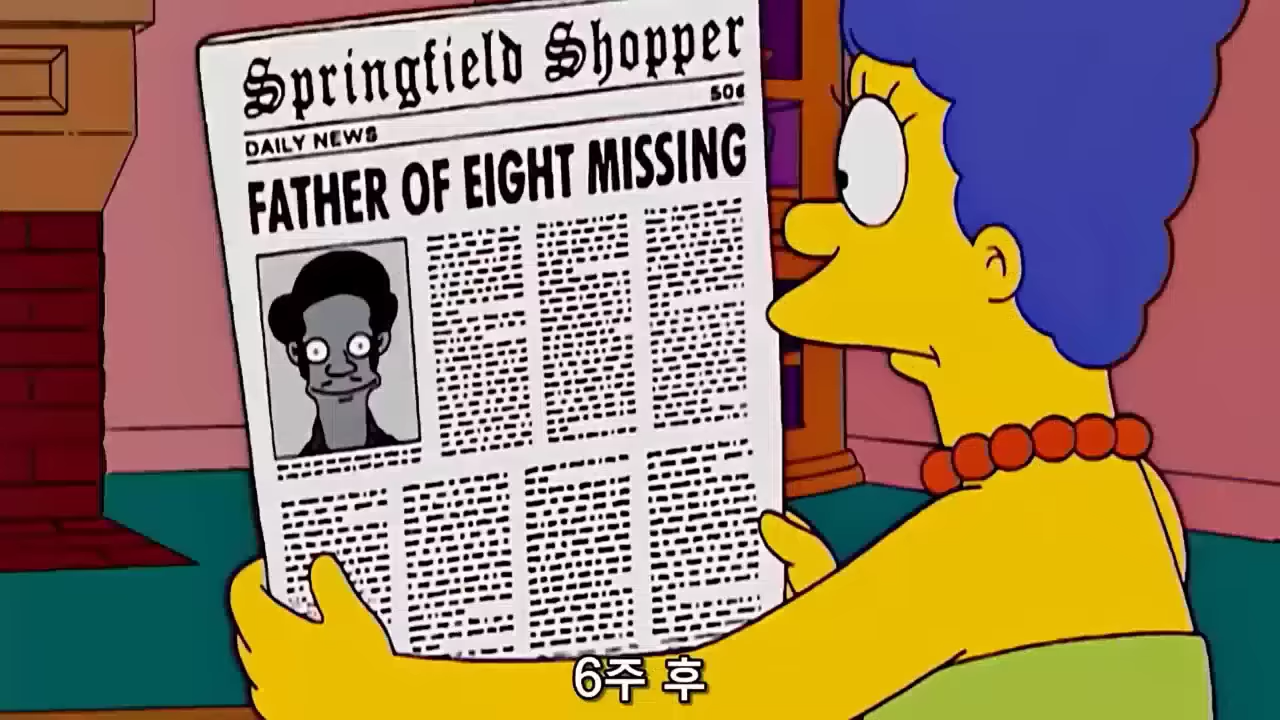 Springfield Shopper
50¢
DAILY NEWS
FATHER OF EIGHT MISSING
6주 후